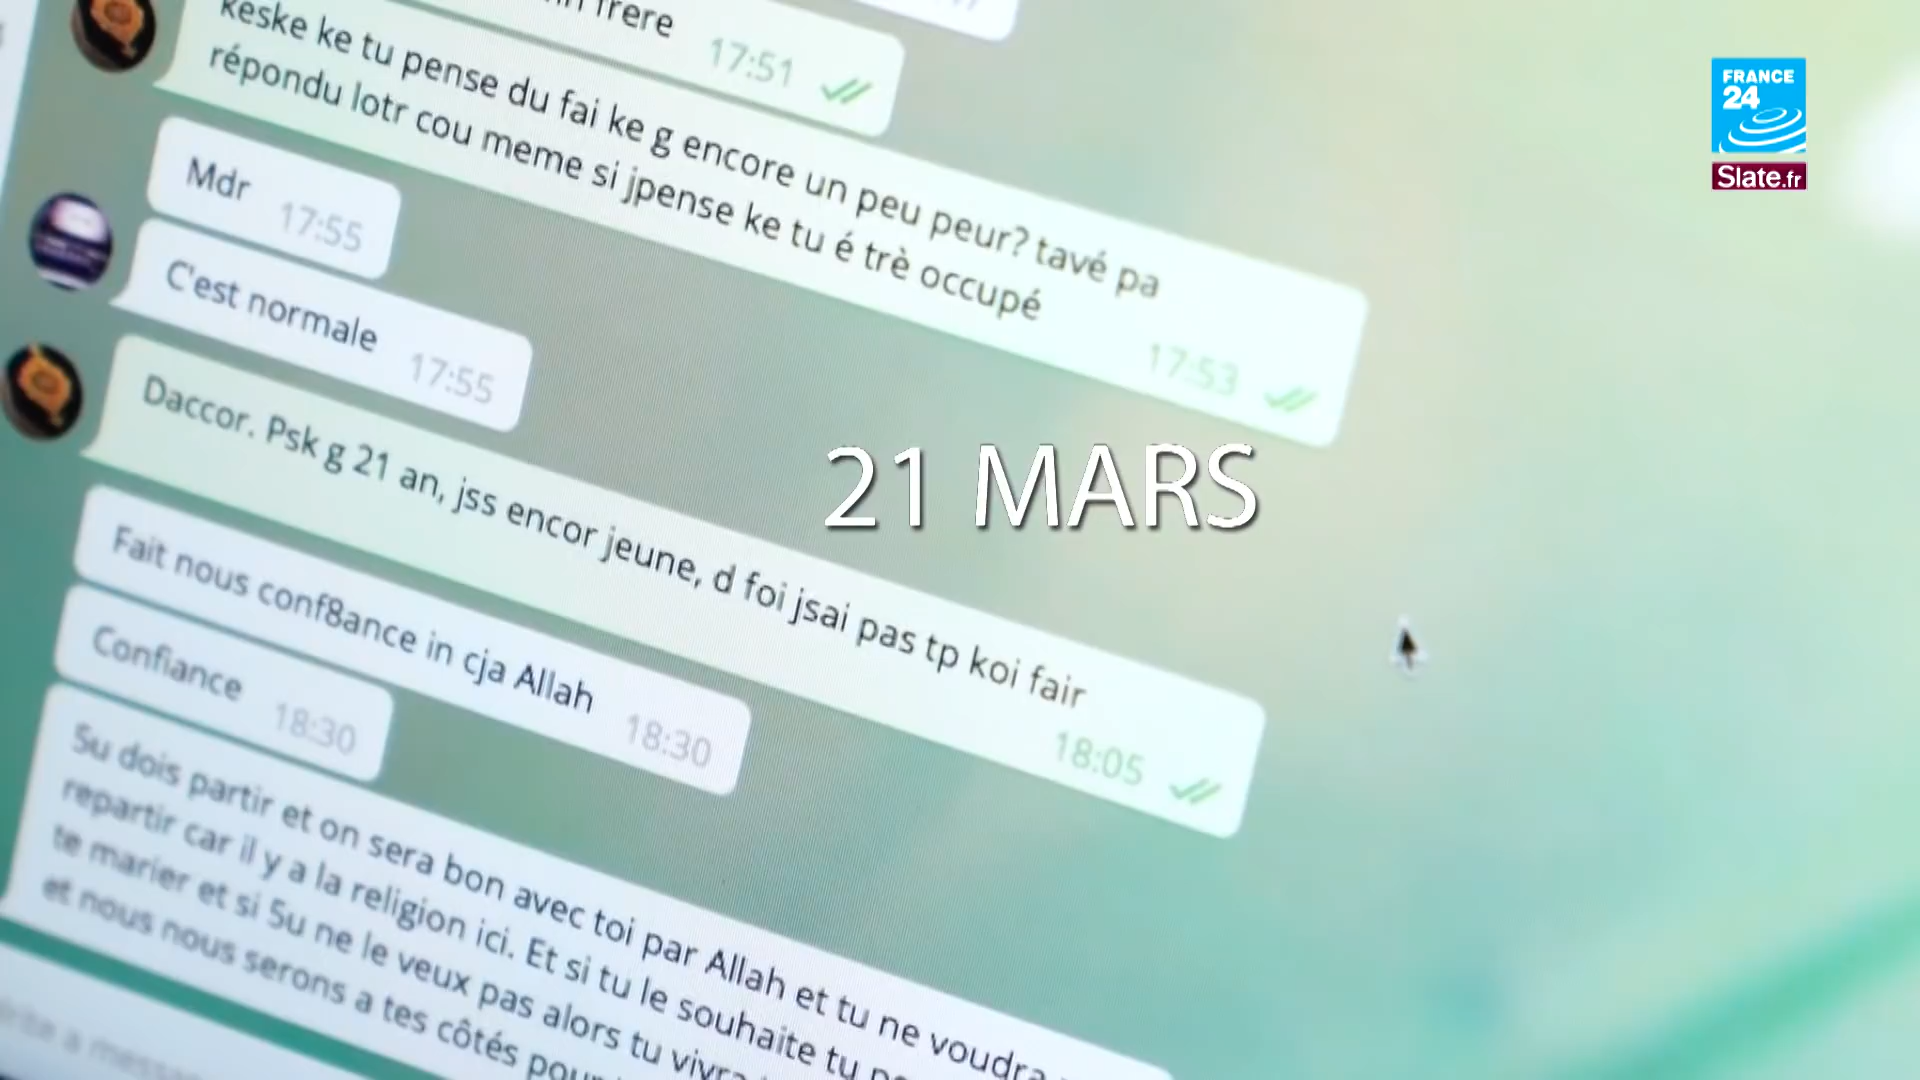 frere
17:51
keske ke tu pense du fai ke g encore un peu peur? tavé pa
répondu lotr cou meme si jpense ke tu é trè occupé
17:53
Mdr
17:55
C'est normale
17:55
Daccor. Psk g 21 an, jss encor jeune, d foi jsai pas tp koi fair
18:05
Fait nous conf8ance in cja Allah
18:30
Confiance
18:30
5u dois partir et on sera bon avec toi par Allah et tu ne voudra
repartir car il y a la religion ici. Et si tu le souhaite tu
te marier et si 5u ne le veux pas alors tu
et nous nous serons a tes côtés
21 MARS
FRANCE
24
Slate.fr